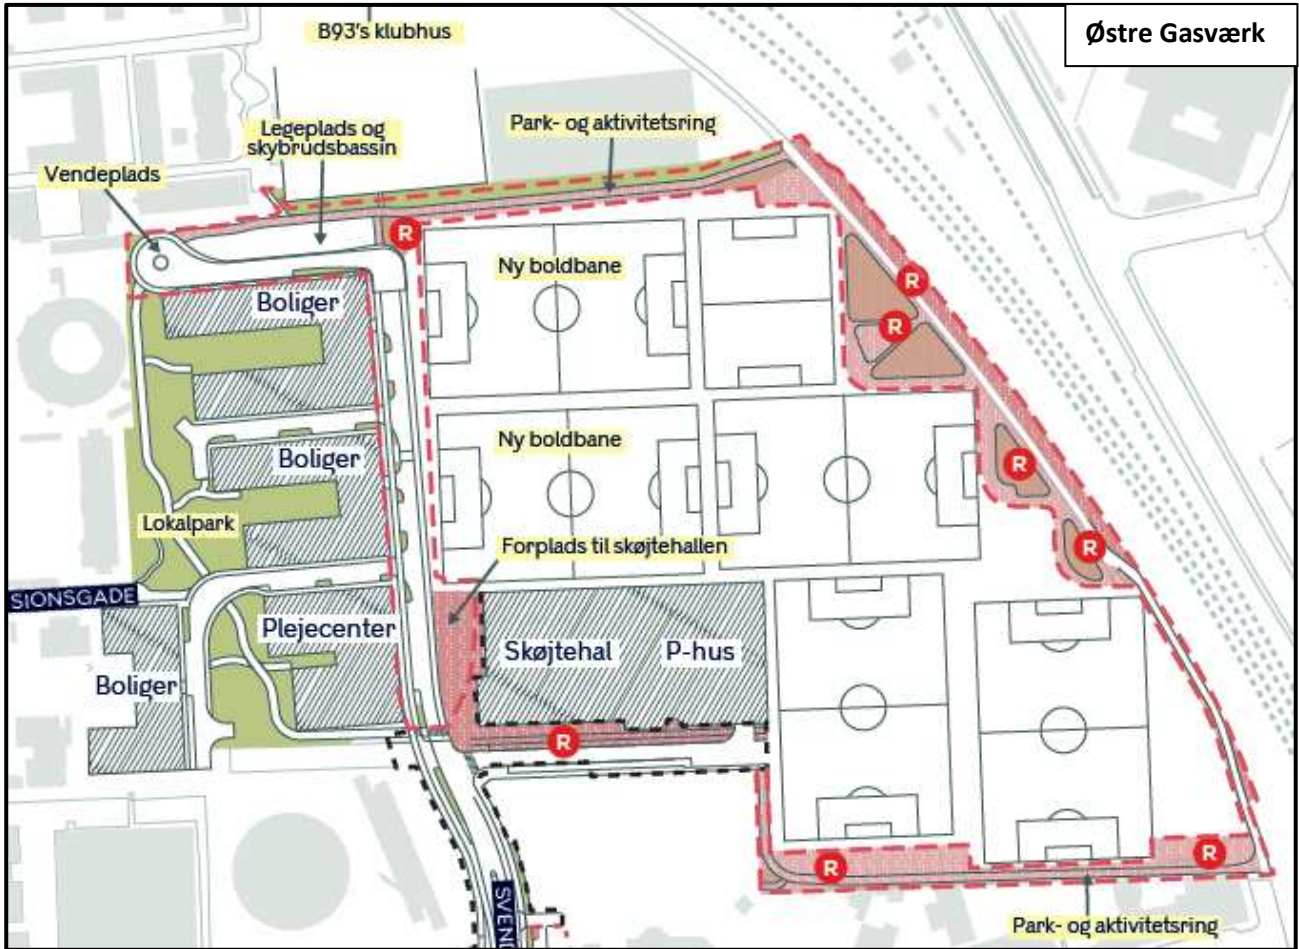 B93's klubhus
Østre Gasværk
Legeplads og
skybrudsbassin
Park- og aktivitetsring
Vendeplads
R
Ny boldbane
R
Boliger
R
Ny boldbane
Boliger
R
Lokalpark
Forplads til skøjtehallen
R
SIONSGADE
Plejecenter
Skøjtehal
P-hus
Boliger
R
R
R
SVEND
Park- og aktivitetsring